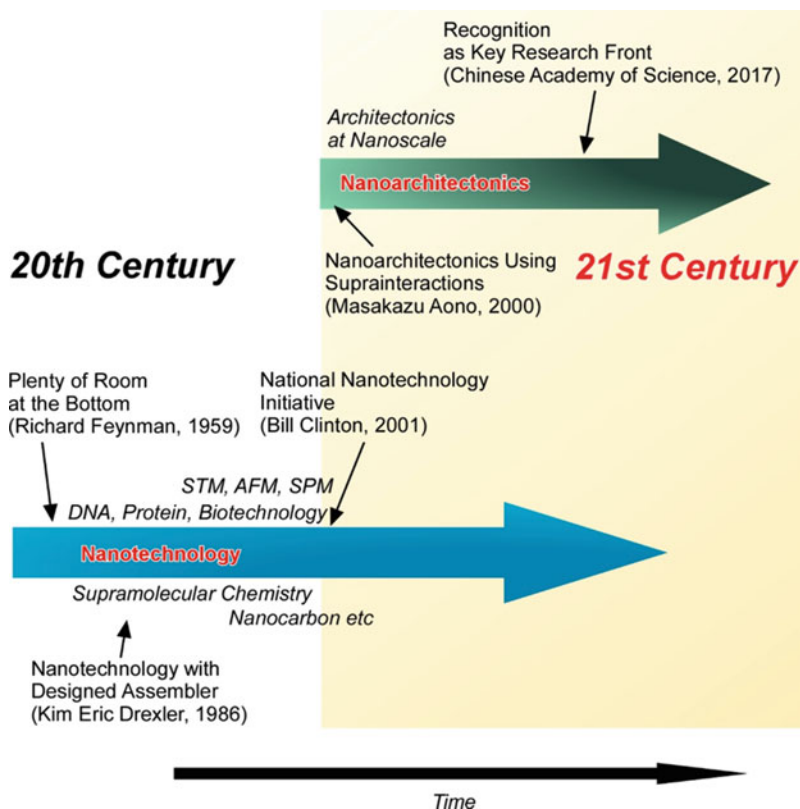 Recognition
as Key Research Front
(Chinese Academy of Science, 2017)
Architectonics
at Nanoscale
Nanoarchitectonics
20th Century
Nanoarchitectonics Using
Suprainteractions
(Masakazu Aono, 2000)
21st Century
Plenty of Room
at the Bottom
(Richard Feynman, 1959)
National Nanotechnology
Initiative
(Bill Clinton, 2001)
STM, AFM, SPM
DNA, Protein, Biotechnology
Nanotechnology
Supramolecular Chemistry
Nanocarbon etc
Nanotechnology with
Designed Assembler
(Kim Eric Drexler, 1986)
Time